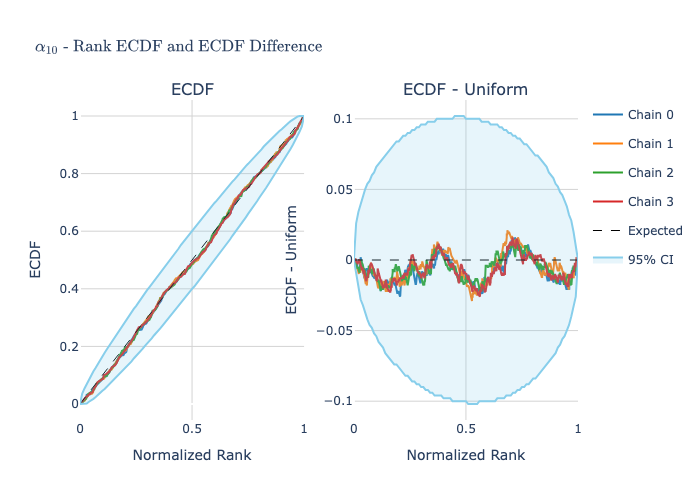 α₁₀ - Rank ECDF and ECDF Difference
ECDF
ECDF - Uniform
1
0.8
0.6
0.4
0.2
0
0
0.5
1
ECDF
Normalized Rank
0.1
0.05
0
−0.05
−0.1
0
0.5
1
ECDF - Uniform
Normalized Rank
Chain 0
Chain 1
Chain 2
Chain 3
Expected
95% CI